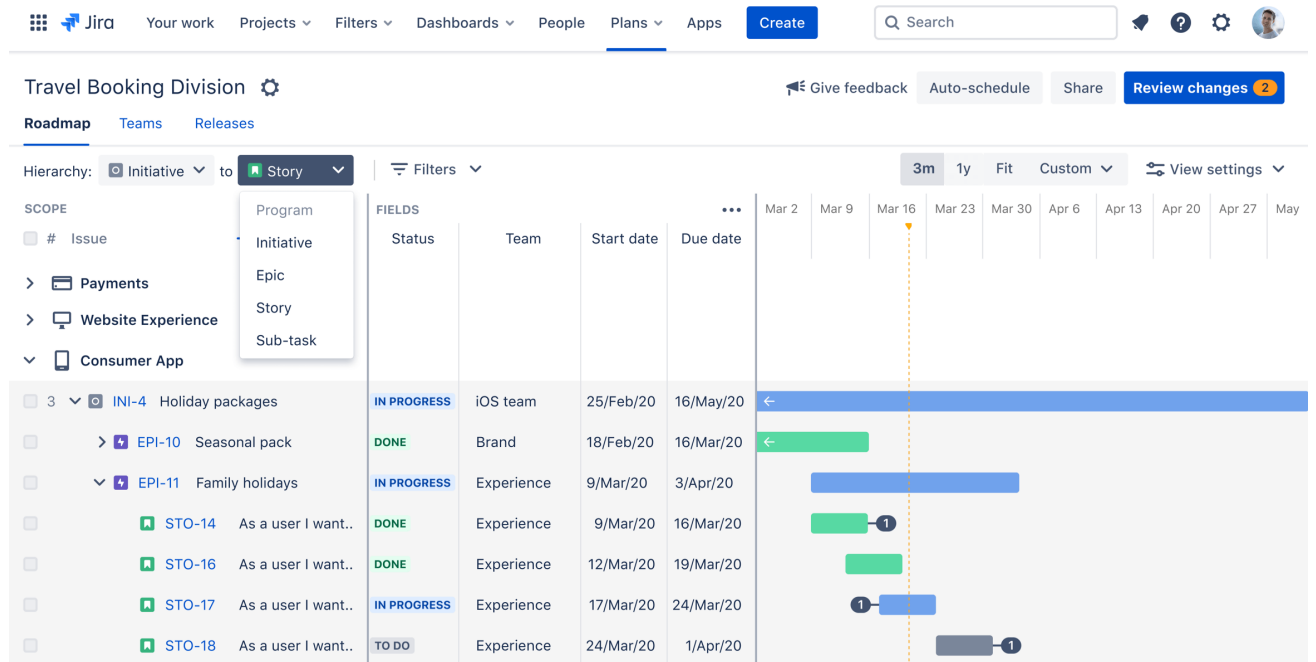 Jira Your work Projects Filters Dashboards People Plans Apps Create Search
Travel Booking Division Give feedback Auto-schedule Share Review changes 2
Roadmap Teams Releases
Hierarchy: Initiative to Story Filters 3m 1y Fit Custom View settings
SCOPE Program FIELDS ••• Mar 2 Mar 9 Mar 16 Mar 23 Mar 30 Apr 6 Apr 13 Apr 20 Apr 27 May
# Issue Initiative Status Team Start date Due date
Epic
Payments
Story
Website Experience
Sub-task
Consumer App
3 INI-4 Holiday packages IN PROGRESS iOS team 25/Feb/20 16/May/20
EPI-10 Seasonal pack DONE Brand 18/Feb/20 16/Mar/20
EPI-11 Family holidays IN PROGRESS Experience 9/Mar/20 3/Apr/20
STO-14 As a user I want.. DONE Experience 9/Mar/20 16/Mar/20 1
STO-16 As a user I want.. DONE Experience 12/Mar/20 19/Mar/20
STO-17 As a user I want.. IN PROGRESS Experience 17/Mar/20 24/Mar/20 1
STO-18 As a user I want.. TO DO Experience 24/Mar/20 1/Apr/20 1